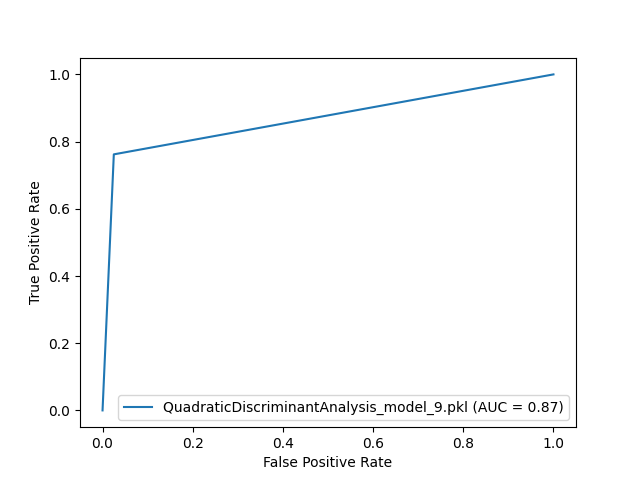 1.0
0.8
0.6
0.4
0.2
0.0
True Positive Rate
QuadraticDiscriminantAnalysis_model_9.pkl (AUC = 0.87)
0.0 0.2 0.4 0.6 0.8 1.0
False Positive Rate